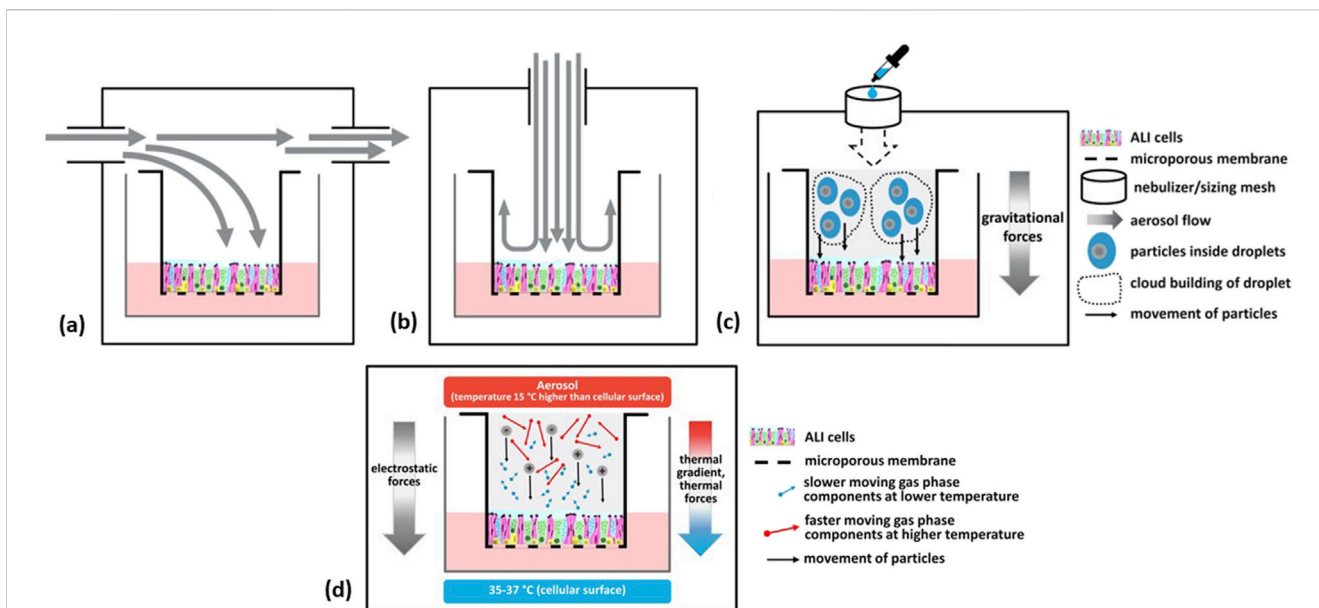 (a)
(b)
(c)
gravitational
forces
ALI cells
microporous membrane
nebulizer/sizing mesh
aerosol flow
particles inside droplets
cloud building of droplet
movement of particles
(d)
Aerosol
(temperature 15 °C higher than cellular surface)
electrostatic
forces
-
-
+
+
+
thermal
gradient,
thermal
forces
35-37 °C (cellular surface)
ALI cells
microporous membrane
slower moving gas phase
components at lower temperature
faster moving gas phase
components at higher temperature
movement of particles